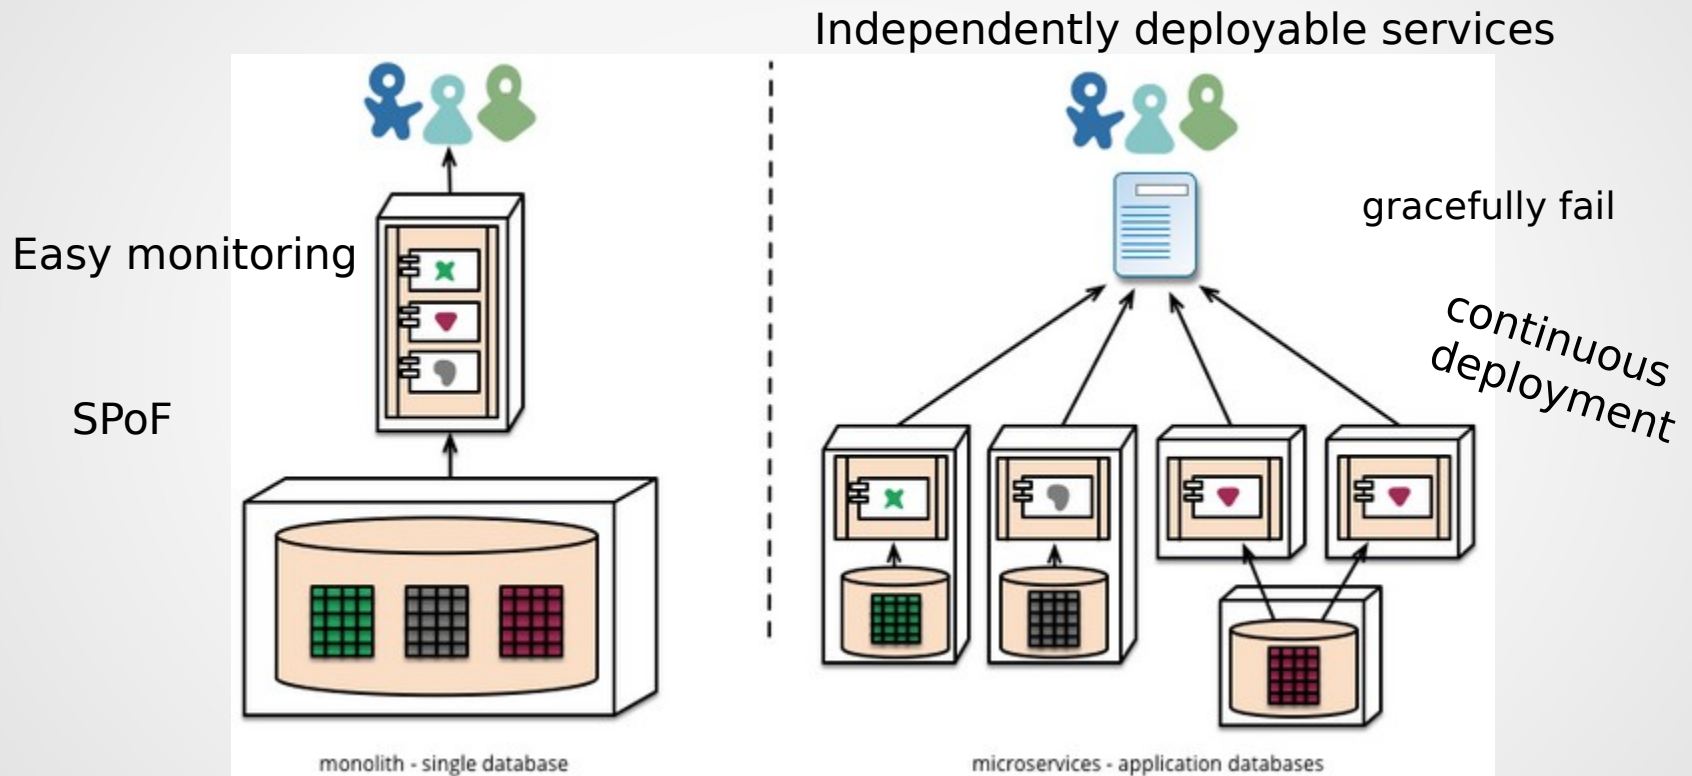 Independently deployable services
gracefully fail
Easy monitoring
continuous
deployment
SPoF
monolith - single database
microservices - application databases